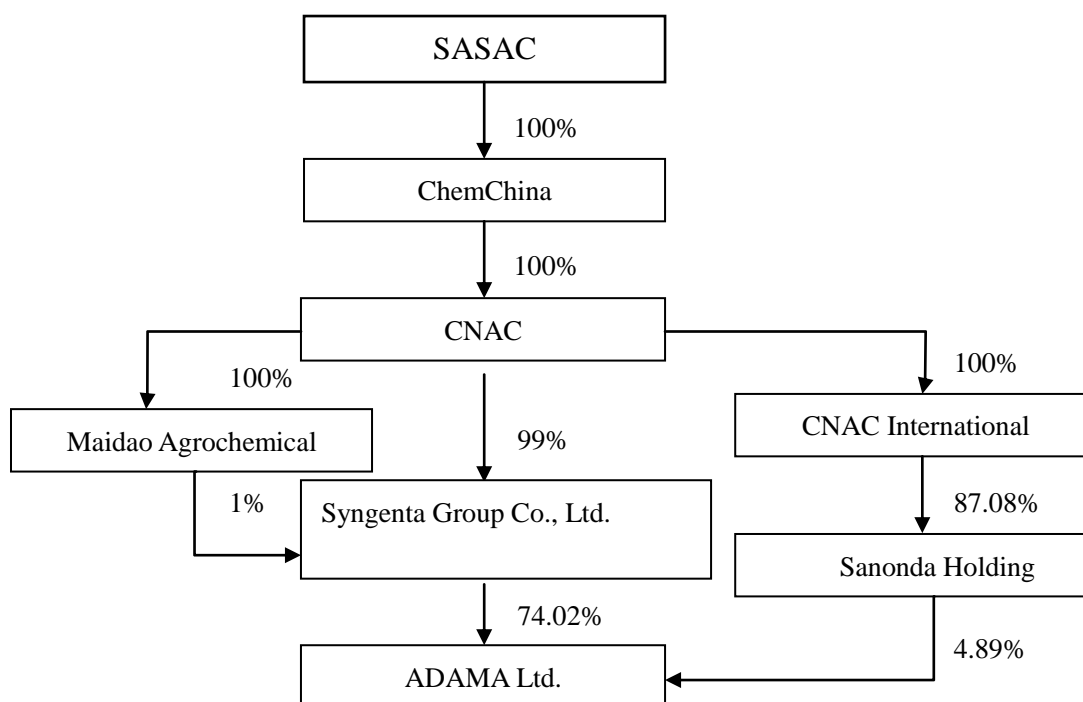 SASAC
100%
ChemChina
100%
CNAC
100%
100%
Maidao Agrochemical
CNAC International
99%
1%
87.08%
Syngenta Group Co., Ltd.
Sanonda Holding
74.02%
4.89%
ADAMA Ltd.